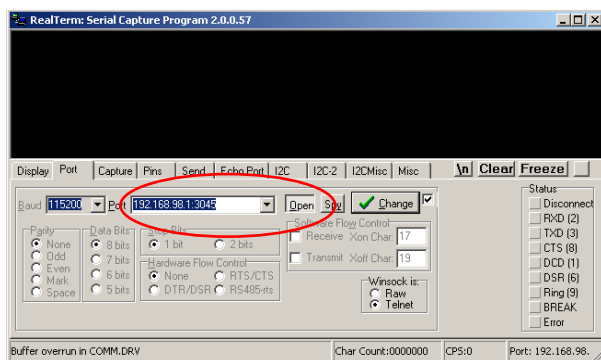 RealTerm: Serial Capture Program 2.0.0.57
Display Port Capture Pins Send Echo Port I2C I2C-2 I2CMisc Misc \n Clear Freeze
Baud 115200 Port 192.168.98.1:3045 Open Spy Change
Parity
None
Odd
Even
Mark
Space
Data Bits
8 bits
7 bits
6 bits
5 bits
Stop Bits
1 bit 2 bits
Hardware Flow Control
None RTS/CTS
DTR/DSR RS485-rts
Software Flow Control
Receive Xon Char: 17
Transmit Xoff Char: 19
Winsock is:
Raw
Telnet
Status
Disconnect
RXD (2)
TXD (3)
CTS (8)
DCD (1)
DSR (6)
Ring (9)
BREAK
Error
Buffer overrun in COMM.DRV Char Count:0000000 CPS:0 Port: 192.168.98.